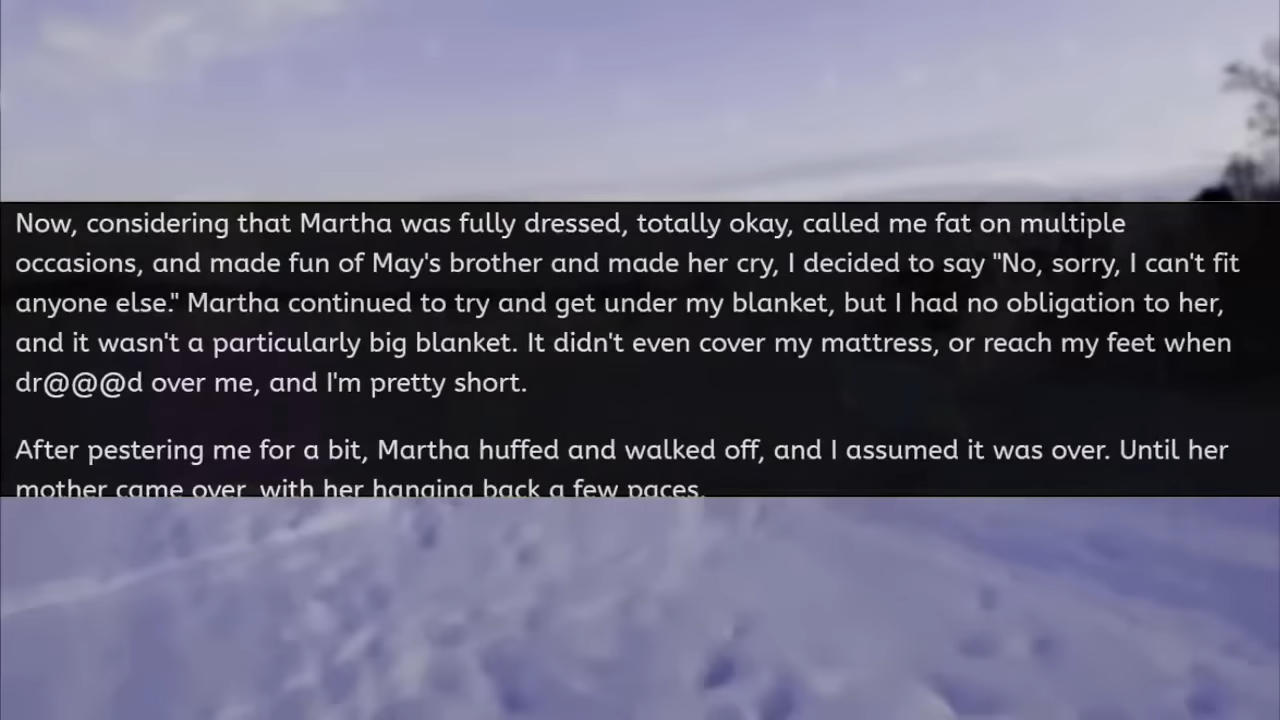 Now, considering that Martha was fully dressed, totally okay, called me fat on multiple
occasions, and made fun of May's brother and made her cry, I decided to say "No, sorry, I can't fit
anyone else." Martha continued to try and get under my blanket, but I had no obligation to her,
and it wasn't a particularly big blanket. It didn't even cover my mattress, or reach my feet when
dr@@@d over me, and I'm pretty short.
After pestering me for a bit, Martha huffed and walked off, and I assumed it was over. Until her
mother came over, with her hanging back a few paces.